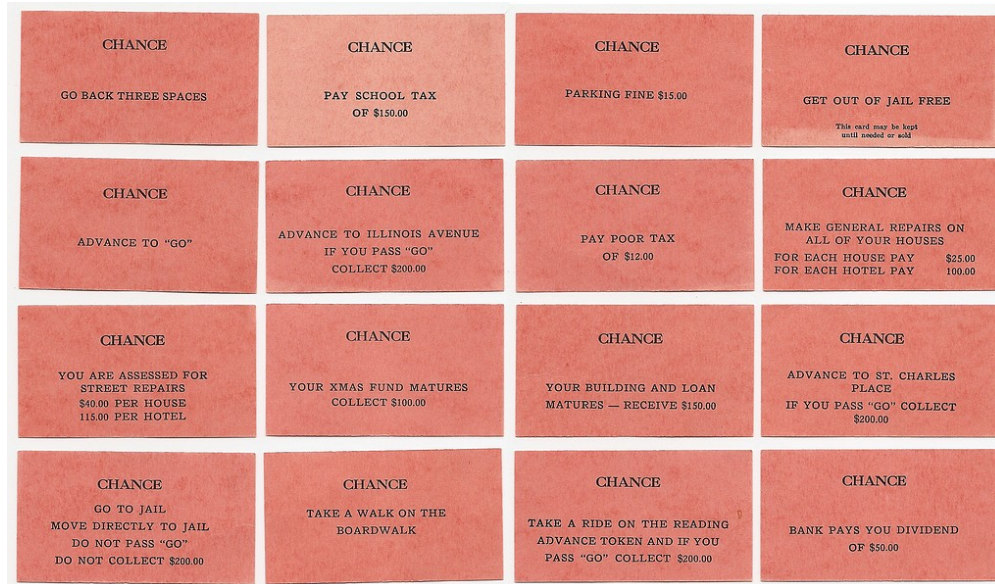 CHANCE
GO BACK THREE SPACES
CHANCE
PAY SCHOOL TAX
OF $150.00
CHANCE
PARKING FINE $15.00
CHANCE
GET OUT OF JAIL FREE
This card may be kept
until needed or sold
CHANCE
ADVANCE TO "GO"
CHANCE
ADVANCE TO ILLINOIS AVENUE
IF YOU PASS "GO"
COLLECT $200.00
CHANCE
PAY POOR TAX
OF $12.00
CHANCE
MAKE GENERAL REPAIRS ON
ALL OF YOUR HOUSES
FOR EACH HOUSE PAY $25.00
FOR EACH HOTEL PAY 100.00
CHANCE
YOU ARE ASSESSED FOR
STREET REPAIRS
$40.00 PER HOUSE
115.00 PER HOTEL
CHANCE
YOUR XMAS FUND MATURES
COLLECT $100.00
CHANCE
YOUR BUILDING AND LOAN
MATURES — RECEIVE $150.00
CHANCE
ADVANCE TO ST. CHARLES
PLACE
IF YOU PASS "GO" COLLECT
$200.00
CHANCE
GO TO JAIL
MOVE DIRECTLY TO JAIL
DO NOT PASS "GO"
DO NOT COLLECT $200.00
CHANCE
TAKE A WALK ON THE
BOARDWALK
CHANCE
TAKE A RIDE ON THE READING
ADVANCE TOKEN AND IF YOU
PASS "GO" COLLECT $200.00
CHANCE
BANK PAYS YOU DIVIDEND
OF $50.00